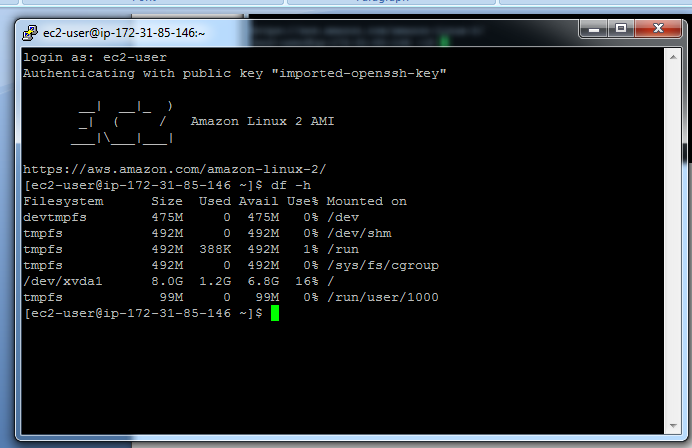 ec2-user@ip-172-31-85-146:~
login as: ec2-user
Authenticating with public key "imported-openssh-key"
       __|  __|_  )
       _|  (     /   Amazon Linux 2 AMI
      ___|\___|___|
https://aws.amazon.com/amazon-linux-2/
[ec2-user@ip-172-31-85-146 ~]$ df -h
Filesystem      Size  Used Avail Use% Mounted on
devtmpfs        475M     0  475M   0% /dev
tmpfs           492M     0  492M   0% /dev/shm
tmpfs           492M  388K  492M   1% /run
tmpfs           492M     0  492M   0% /sys/fs/cgroup
/dev/xvda1      8.0G  1.2G  6.8G  16% /
tmpfs            99M     0   99M   0% /run/user/1000
[ec2-user@ip-172-31-85-146 ~]$